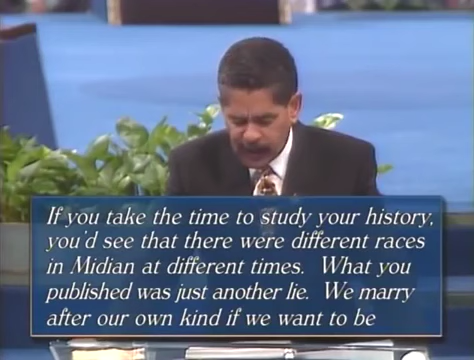 If you take the time to study your history,
you'd see that there were different races
in Midian at different times. What you
published was just another lie. We marry
after our own kind if we want to be